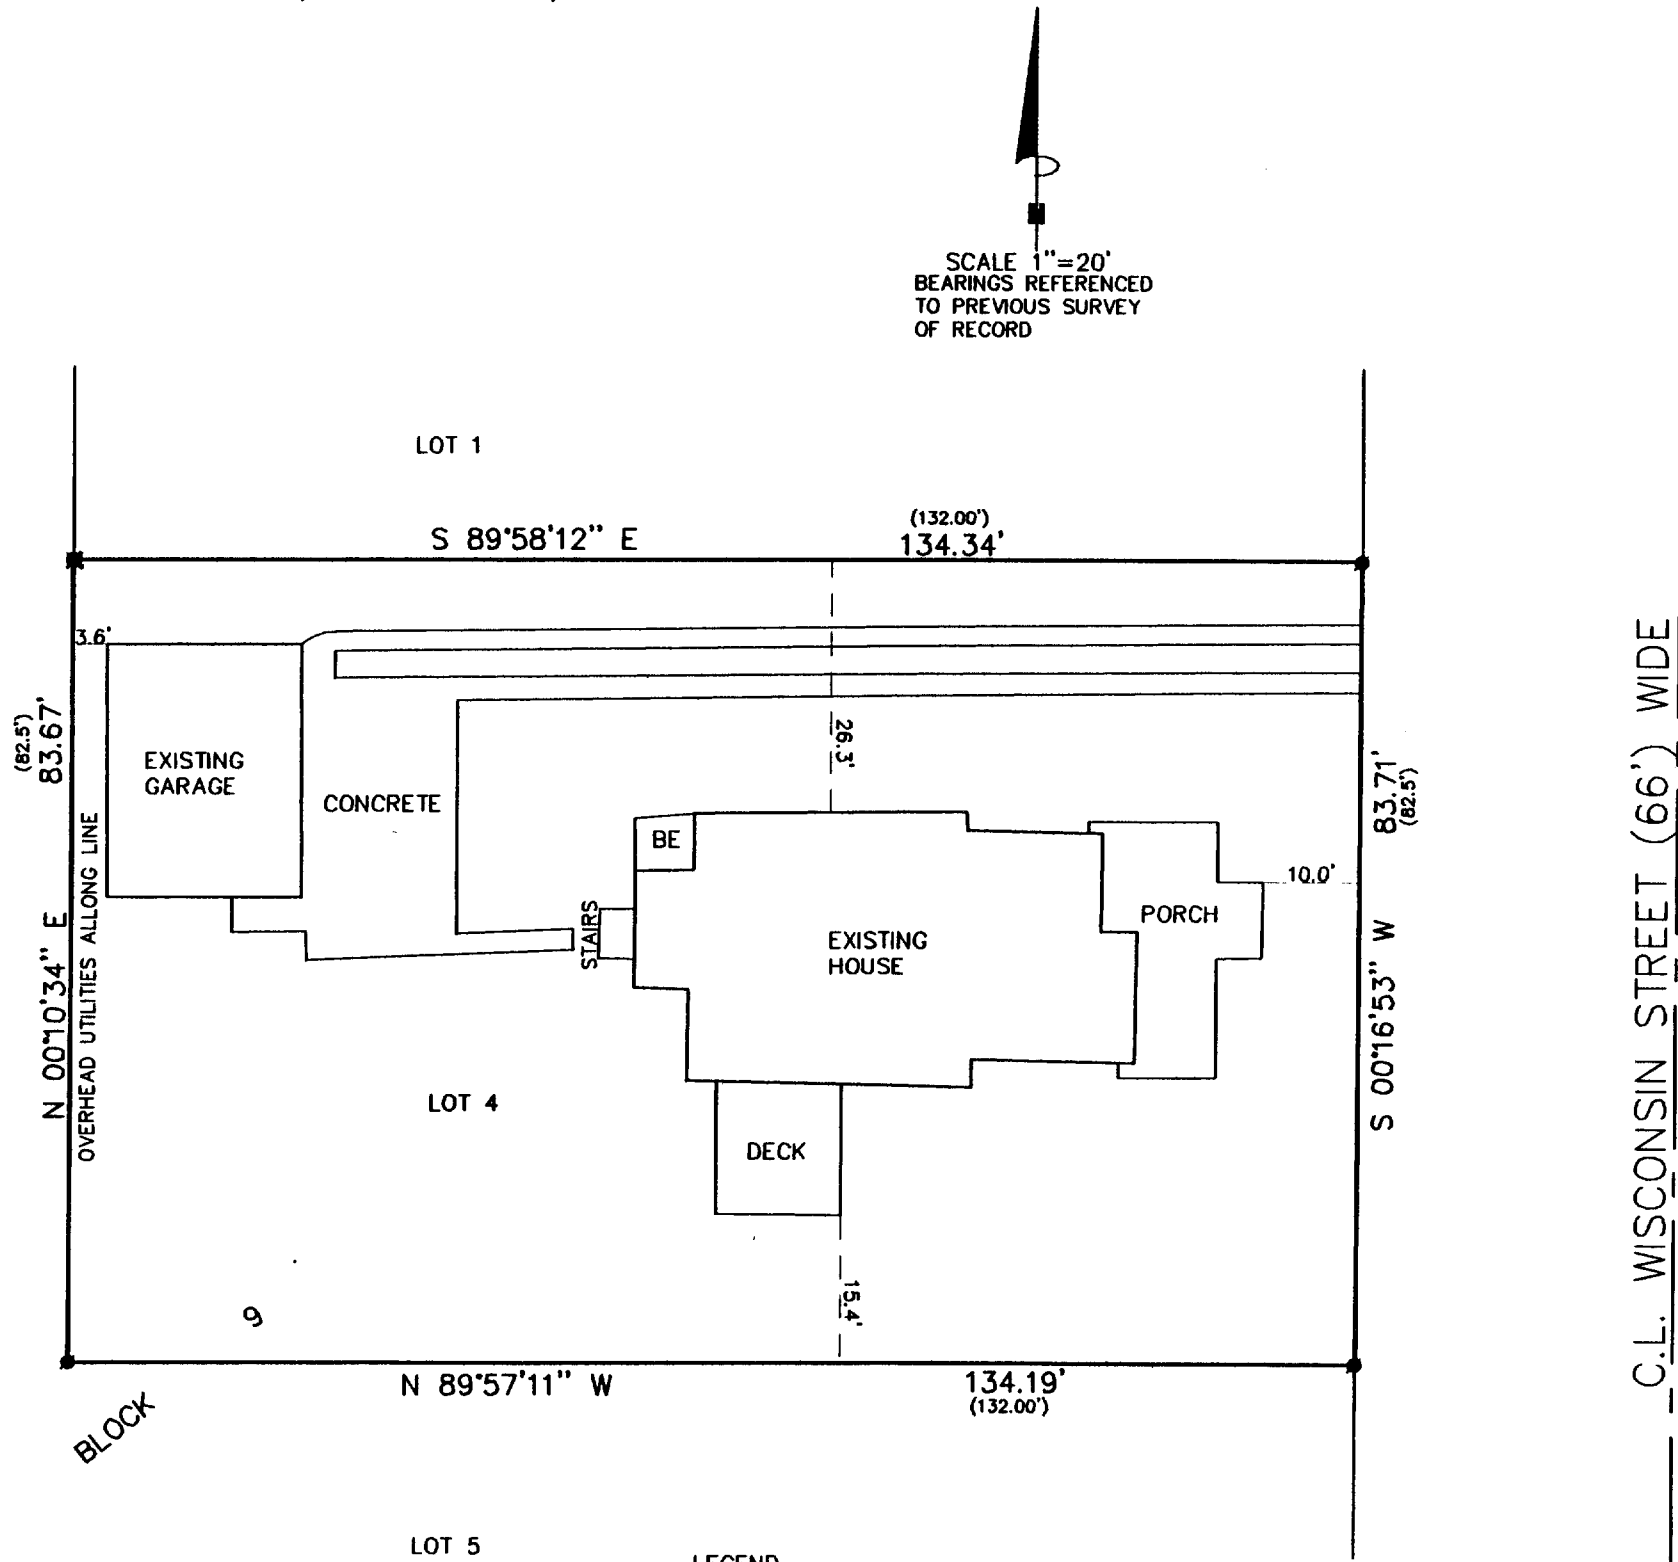 SCALE 1"=20'
BEARINGS REFERENCED
TO PREVIOUS SURVEY
OF RECORD
LOT 1
S 89°58'12" E
(132.00')
134.34'
3.6'
(82.5')
83.67'
N 00°10'34" E
OVERHEAD UTILITIES ALLONG LINE
EXISTING
GARAGE
CONCRETE
26.3'
BE
STAIRS
EXISTING
HOUSE
PORCH
10.0'
83.71'
(82.5')
S 00°16'53" W
C.L. WISCONSIN STREET (66') WIDE
LOT 4
DECK
15.4'
9
BLOCK
N 89°57'11" W
134.19'
(132.00')
LOT 5
LEGEND